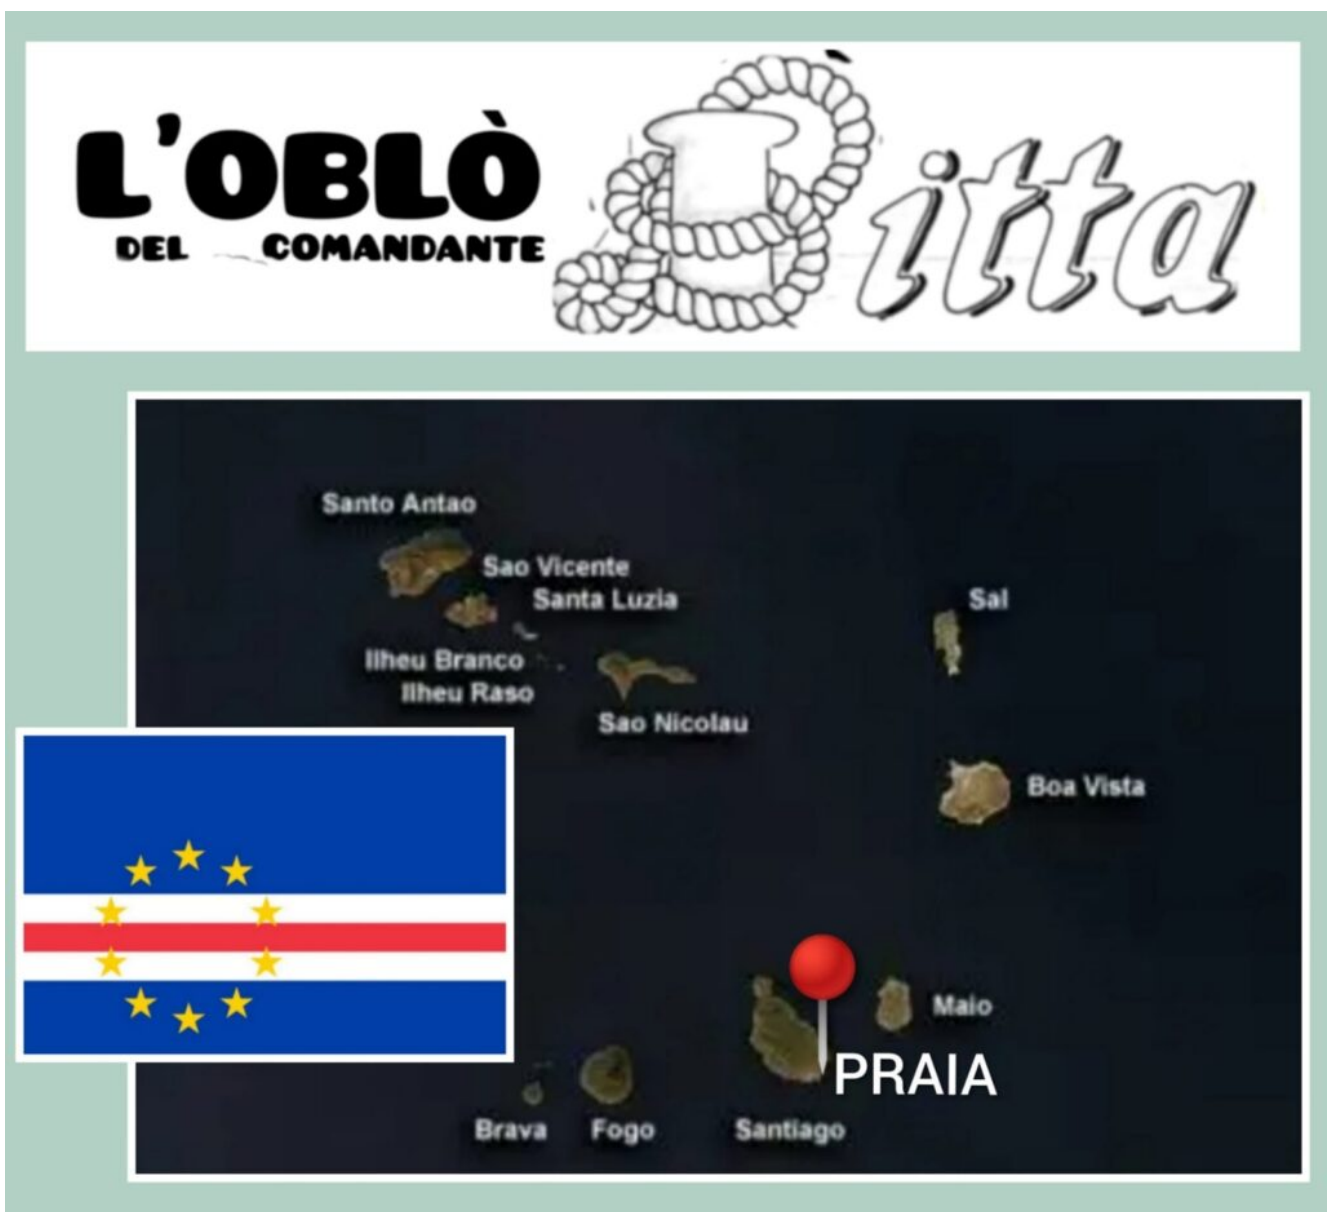 L'OBLÒ
DEL COMANDANTE
Bitta
Santo Antao
Sao Vicente
Santa Luzia
Sal
Ilheu Branco
Ilheu Raso
Sao Nicolau
Boa Vista
Maio
PRAIA
Brava
Fogo
Santiago